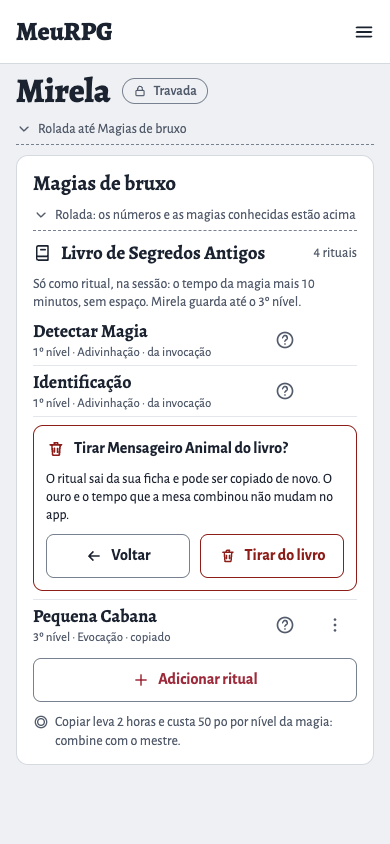 MeuRPG
Mirela
Travada
Rolada até Magias de bruxo
Magias de bruxo
Rolada: os números e as magias conhecidas estão acima
Livro de Segredos Antigos
4 rituais
Só como ritual, na sessão: o tempo da magia mais 10
minutos, sem espaço. Mirela guarda até o 3º nível.
Detectar Magia
1º nível · Adivinhação · da invocação
Identificação
1º nível · Adivinhação · da invocação
Tirar Mensageiro Animal do livro?
O ritual sai da sua ficha e pode ser copiado de novo. O
ouro e o tempo que a mesa combinou não mudam no
app.
Voltar
Tirar do livro
Pequena Cabana
3º nível · Evocação · copiado
Adicionar ritual
Copiar leva 2 horas e custa 50 po por nível da magia:
combine com o mestre.